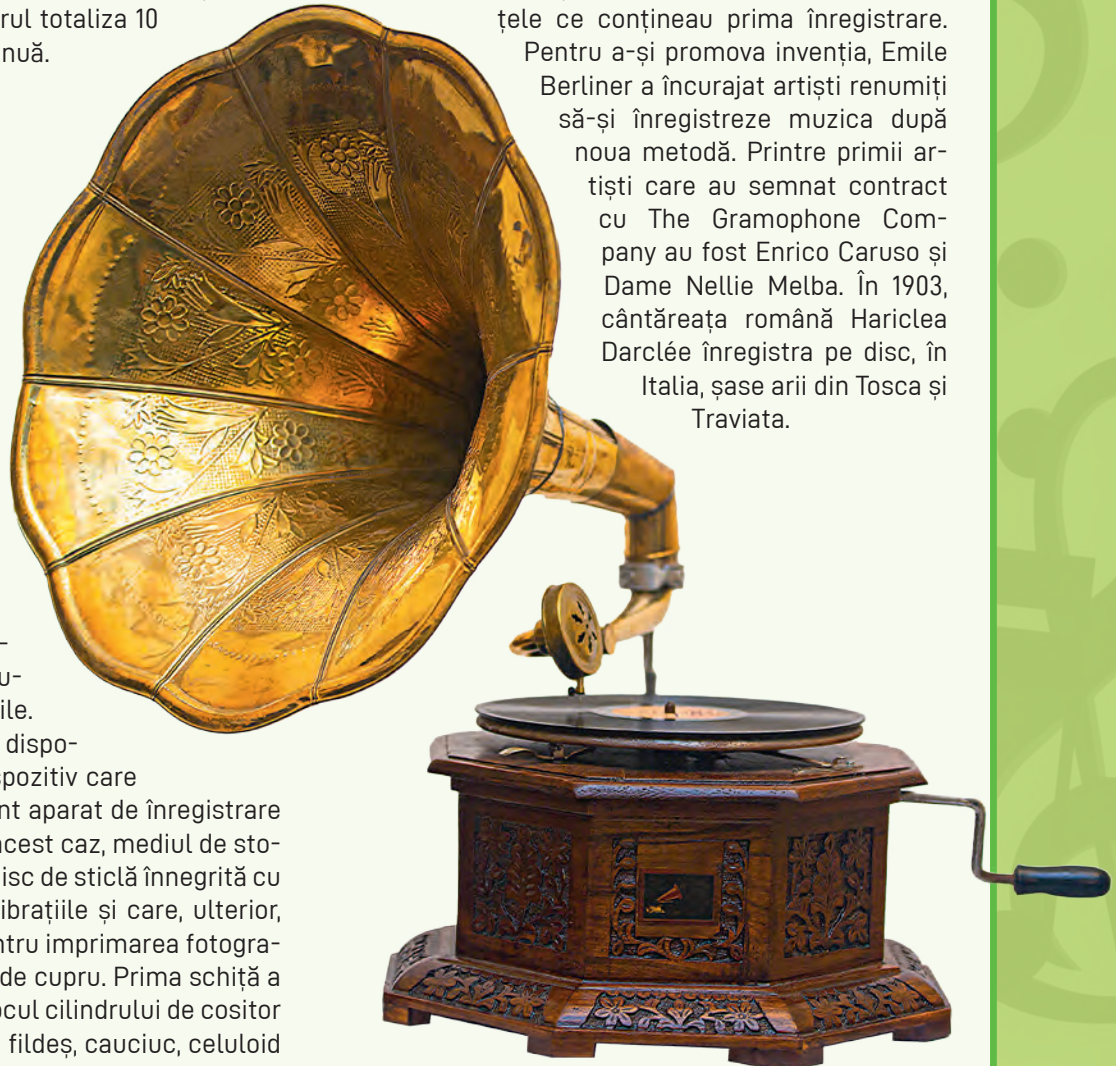 rul totaliza 10
nuă.
-
u-
ile.
dispo-
spozitiv care
nt aparat de înregistrare
acest caz, mediul de sto-
isc de sticlă înnegrită cu
ibrațiile și care, ulterior,
ntru imprimarea fotogra-
de cupru. Prima schiță a
ocul cilindrului de cositor
fildeș, cauciuc, celuloid
țele ce conțineau prima înregistrare.
Pentru a-și promova invenția, Emile
Berliner a încurajat artiști renumiți
să-și înregistreze muzica după
noua metodă. Printre primii ar-
tiști care au semnat contract
cu The Gramophone Com-
pany au fost Enrico Caruso și
Dame Nellie Melba. În 1903,
cântăreața română Hariclea
Darclée înregistra pe disc, în
Italia, șase arii din Tosca și
Traviata.